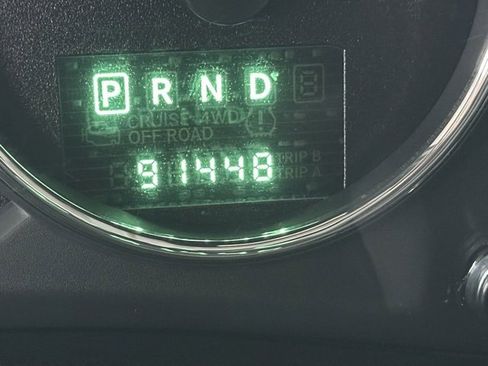 P R N D
CRUISE 4WD
OFF ROAD
91448
TRIP B
TRIP A